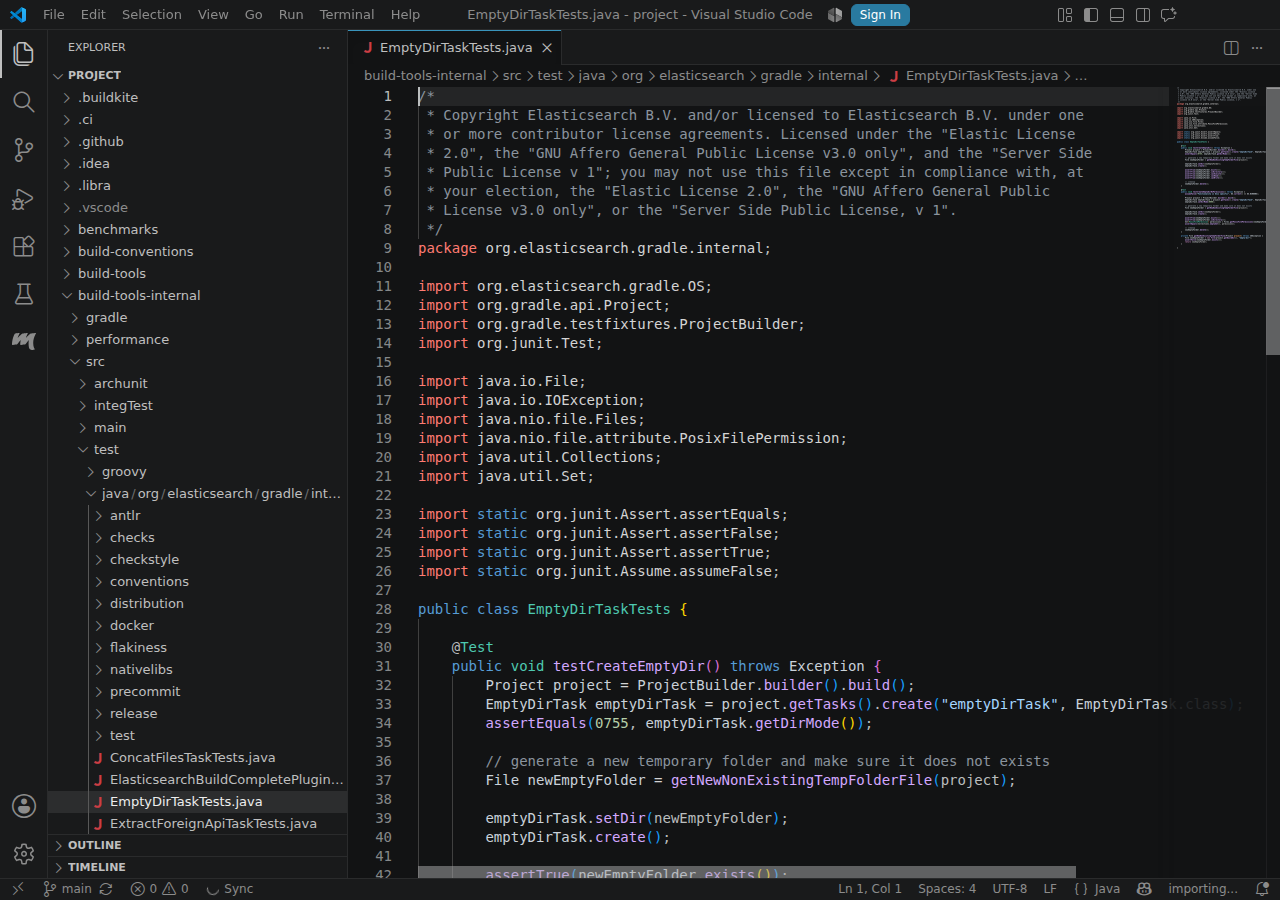 File Edit Selection View Go Run Terminal Help EmptyDirTaskTests.java - project - Visual Studio Code Sign In
EXPLORER
PROJECT
.buildkite
.ci
.github
.idea
.libra
.vscode
benchmarks
build-conventions
build-tools
build-tools-internal
gradle
performance
src
archunit
integTest
main
test
groovy
java/org/elasticsearch/gradle/int...
antlr
checks
checkstyle
conventions
distribution
docker
flakiness
nativelibs
precommit
release
test
ConcatFilesTaskTests.java
ElasticsearchBuildCompletePlugin...
EmptyDirTaskTests.java
ExtractForeignApiTaskTests.java
OUTLINE
TIMELINE
EmptyDirTaskTests.java
build-tools-internal > src > test > java > org > elasticsearch > gradle > internal > EmptyDirTaskTests.java > ...
1 /*
2  * Copyright Elasticsearch B.V. and/or licensed to Elasticsearch B.V. under one
3  * or more contributor license agreements. Licensed under the "Elastic License
4  * 2.0", the "GNU Affero General Public License v3.0 only", and the "Server Side
5  * Public License v 1"; you may not use this file except in compliance with, at
6  * your election, the "Elastic License 2.0", the "GNU Affero General Public
7  * License v3.0 only", or the "Server Side Public License, v 1".
8  */
9 package org.elasticsearch.gradle.internal;
10
11 import org.elasticsearch.gradle.OS;
12 import org.gradle.api.Project;
13 import org.gradle.testfixtures.ProjectBuilder;
14 import org.junit.Test;
15
16 import java.io.File;
17 import java.io.IOException;
18 import java.nio.file.Files;
19 import java.nio.file.attribute.PosixFilePermission;
20 import java.util.Collections;
21 import java.util.Set;
22
23 import static org.junit.Assert.assertEquals;
24 import static org.junit.Assert.assertFalse;
25 import static org.junit.Assert.assertTrue;
26 import static org.junit.Assume.assumeFalse;
27
28 public class EmptyDirTaskTests {
29
30     @Test
31     public void testCreateEmptyDir() throws Exception {
32         Project project = ProjectBuilder.builder().build();
33         EmptyDirTask emptyDirTask = project.getTasks().create("emptyDirTask", EmptyDirTask.class);
34         assertEquals(0755, emptyDirTask.getDirMode());
35
36         // generate a new temporary folder and make sure it does not exists
37         File newEmptyFolder = getNewNonExistingTempFolderFile(project);
38
39         emptyDirTask.setDir(newEmptyFolder);
40         emptyDirTask.create();
41
42         assertTrue(newEmptyFolder.exists());
main 0 0 Sync Ln 1, Col 1 Spaces: 4 UTF-8 LF { } Java importing...